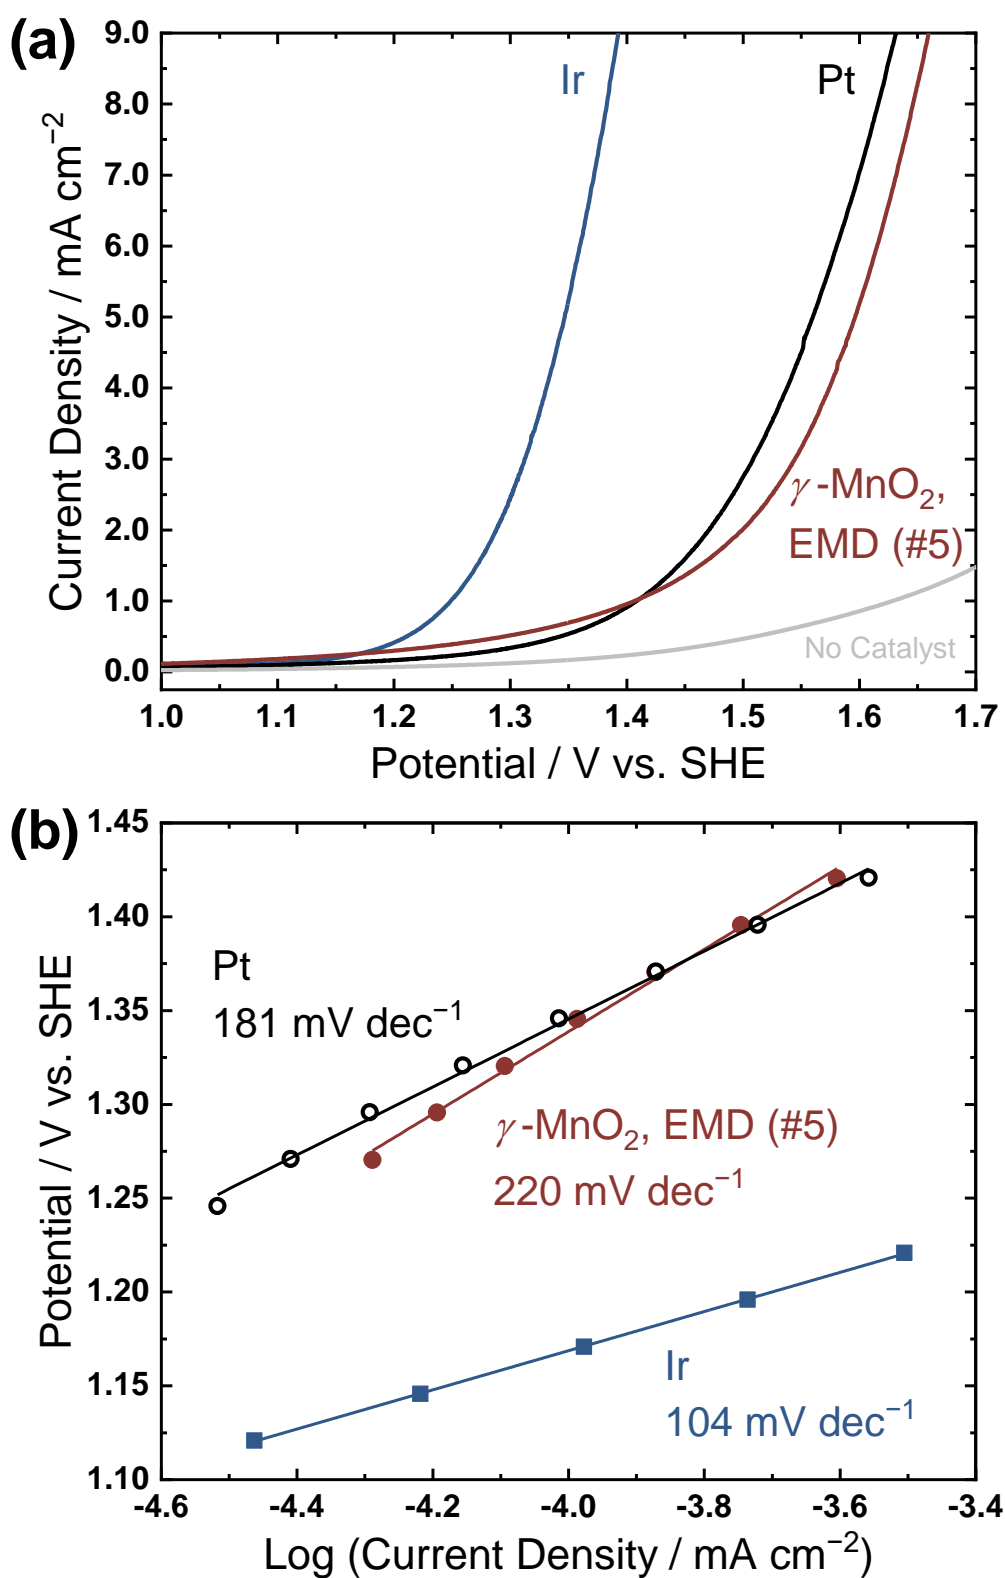 (a)
9.0
8.0
7.0
6.0
5.0
4.0
3.0
2.0
1.0
0.0
Current Density / mA cm⁻²
Ir
Pt
γ-MnO₂,
EMD (#5)
No Catalyst
1.0 1.1 1.2 1.3 1.4 1.5 1.6 1.7
Potential / V vs. SHE
(b)
1.45
1.40
1.35
1.30
1.25
1.20
1.15
1.10
Potential / V vs. SHE
Pt
181 mV dec⁻¹
γ-MnO₂, EMD (#5)
220 mV dec⁻¹
Ir
104 mV dec⁻¹
-4.6 -4.4 -4.2 -4.0 -3.8 -3.6 -3.4
Log (Current Density / mA cm⁻²)